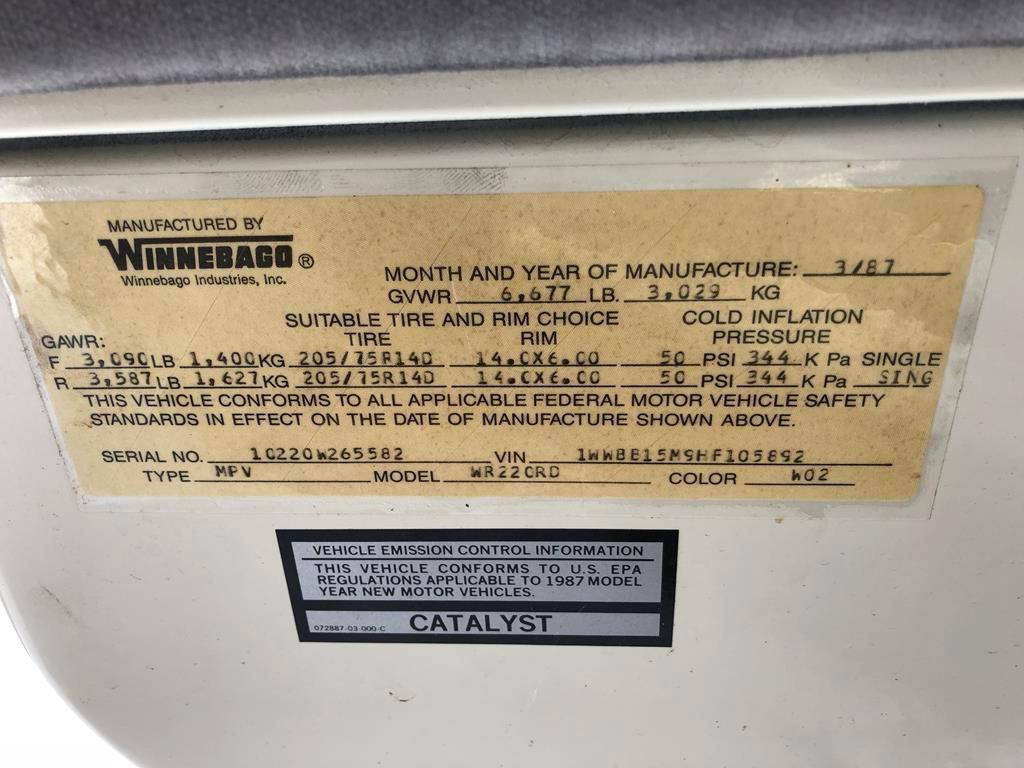 MANUFACTURED BY
WINNEBAGO®
Winnebago Industries, Inc.
MONTH AND YEAR OF MANUFACTURE: 3/87
GVWR 6,677 LB. 3,029 KG
SUITABLE TIRE AND RIM CHOICE COLD INFLATION
GAWR: TIRE RIM PRESSURE
F 3,090 LB 1,400 KG 205/75R14D 14.0X6.00 50 PSI 344 K Pa SINGLE
R 3,587 LB 1,627 KG 205/75R14D 14.0X6.00 50 PSI 344 K Pa SING
THIS VEHICLE CONFORMS TO ALL APPLICABLE FEDERAL MOTOR VEHICLE SAFETY
STANDARDS IN EFFECT ON THE DATE OF MANUFACTURE SHOWN ABOVE.
SERIAL NO. 10220W265582 VIN 1WWBB15M9HF105892
TYPE MPV MODEL WR220RD COLOR W02
VEHICLE EMISSION CONTROL INFORMATION
THIS VEHICLE CONFORMS TO U.S. EPA
REGULATIONS APPLICABLE TO 1987 MODEL
YEAR NEW MOTOR VEHICLES.
072887-03-000-C CATALYST